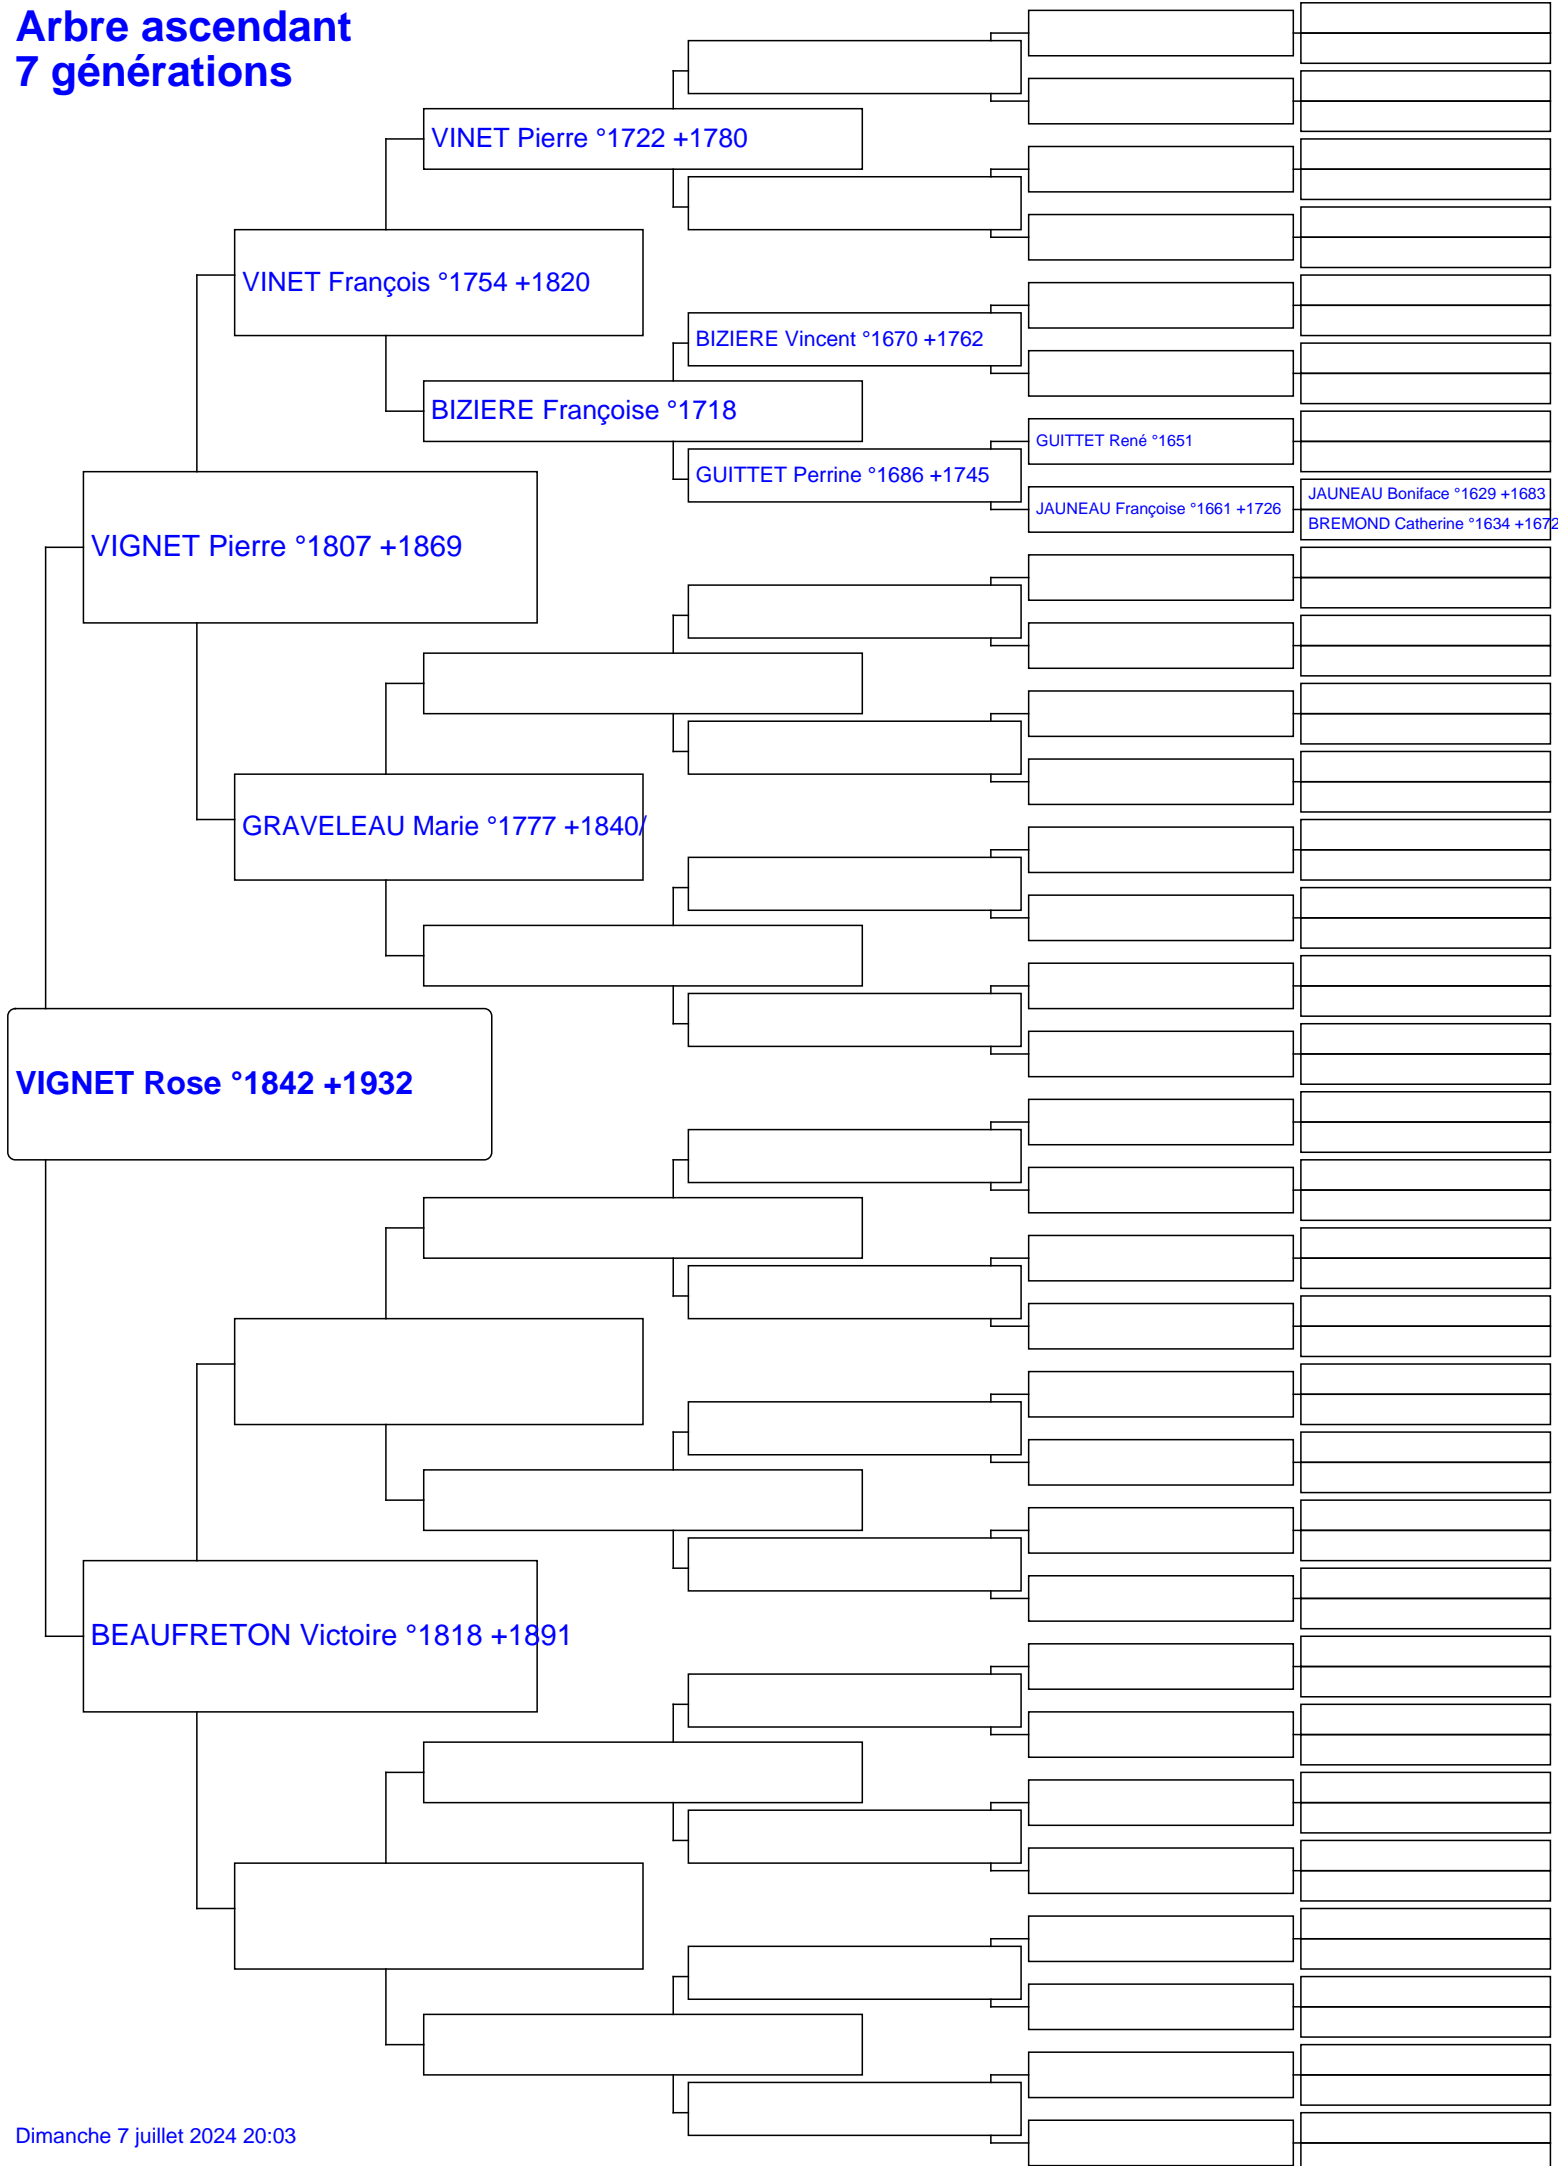 Arbre ascendant
7 générations
VINET Pierre °1722 +1780
VINET François °1754 +1820
BIZIERE Vincent °1670 +1762
BIZIERE Françoise °1718
GUITTET René °1651
GUITTET Perrine °1686 +1745
JAUNEAU Boniface °1629 +1683
JAUNEAU Françoise °1661 +1726
BREMOND Catherine °1634 +1672
VIGNET Pierre °1807 +1869
GRAVELEAU Marie °1777 +1840/
VIGNET Rose °1842 +1932
BEAUFRETON Victoire °1818 +1891
Dimanche 7 juillet 2024 20:03